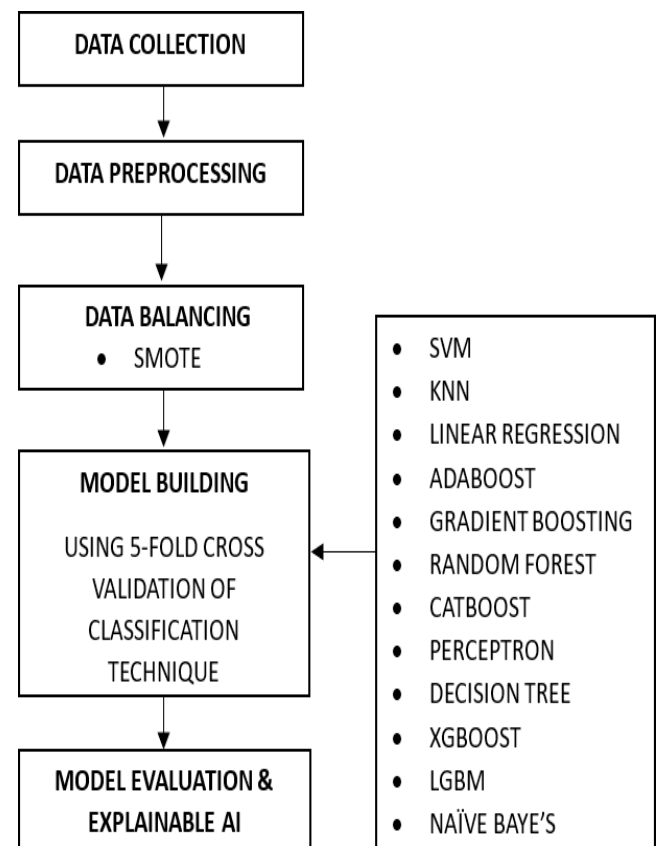 DATA COLLECTION
DATA PREPROCESSING
DATA BALANCING
• SMOTE
MODEL BUILDING
USING 5-FOLD CROSS
VALIDATION OF
CLASSIFICATION
TECHNIQUE
MODEL EVALUATION &
EXPLAINABLE AI
• SVM
• KNN
• LINEAR REGRESSION
• ADABOOST
• GRADIENT BOOSTING
• RANDOM FOREST
• CATBOOST
• PERCEPTRON
• DECISION TREE
• XGBOOST
• LGBM
• NAÏVE BAYE'S